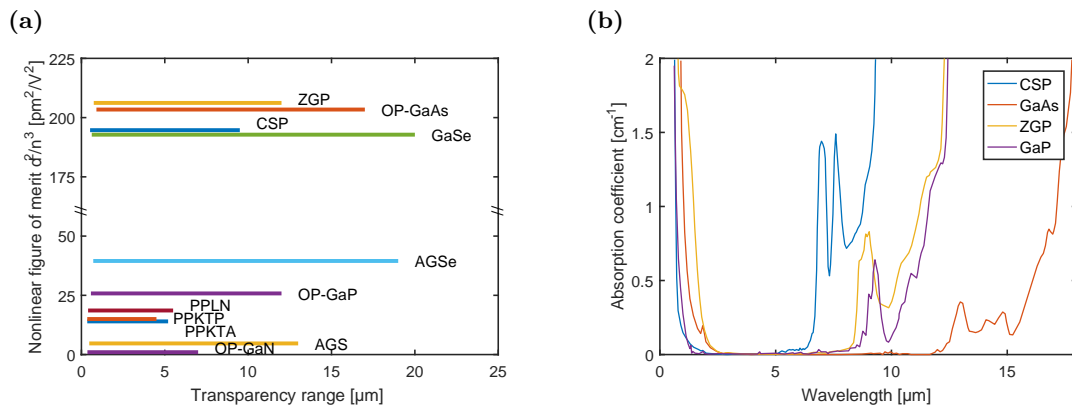 (a)
Nonlinear figure of merit d²/n³ [pm²/V²]
225
200
175
50
25
0
ZGP
OP-GaAs
CSP
GaSe
AGSe
OP-GaP
PPLN
PPKTP
PPKTA
AGS
OP-GaN
0 5 10 15 20 25
Transparency range [µm]
(b)
Absorption coefficient [cm⁻¹]
2
1.5
1
0.5
0
CSP
GaAs
ZGP
GaP
0 5 10 15
Wavelength [µm]